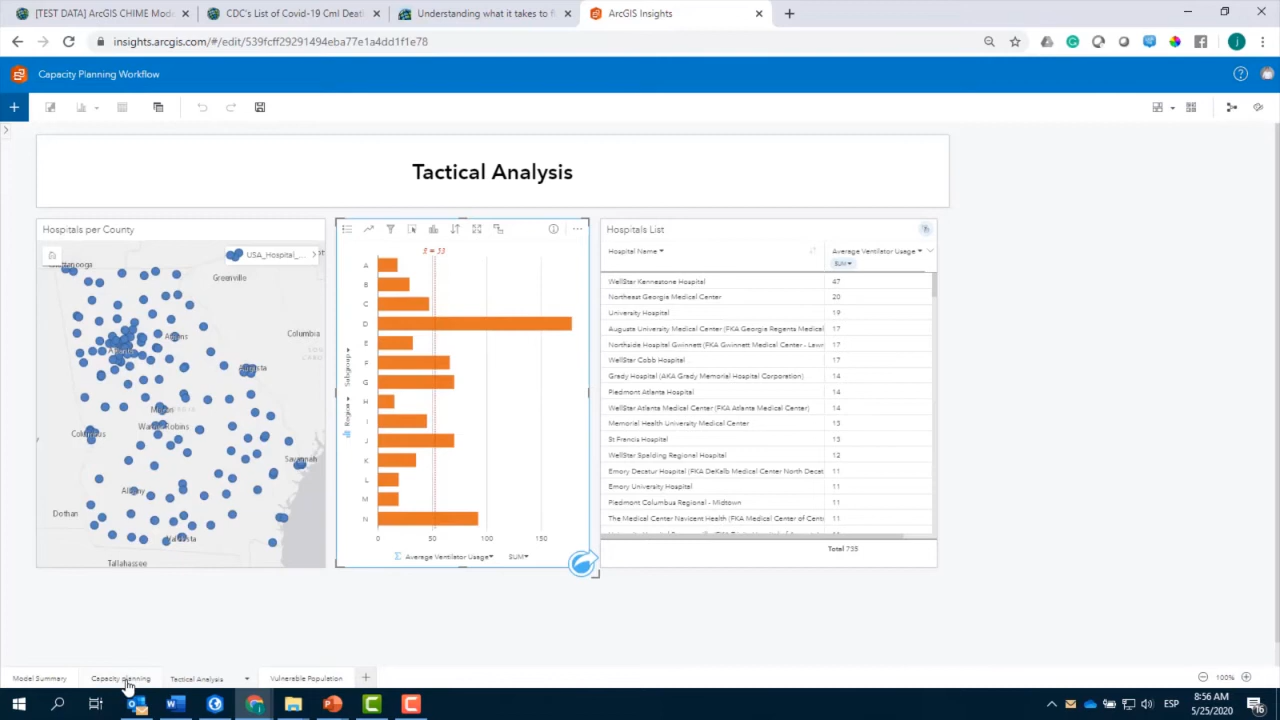 [TEST DATA] ArcGIS CHIME Mode
CDC's List of Covid-19 Gml Deat
Understanding what it takes to f
ArcGIS Insights
insights.arcgis.com/#/edit/539fcff29291494eba77e1a4dd1f1e78
Capacity Planning Workflow
Tactical Analysis
Hospitals per County
USA_Hospital_...
Greenville
Columbia
Athens
Atlanta
Augusta
Macon
Columbus
Warner Robins
Savannah
Albany
Dothan
Valdosta
Tallahassee
A
B
C
D
E
F
G
H
I
J
K
L
M
N
Region
Subgroup
0 50 100 150
Σ Average Ventilator Usage SUM
Hospitals List
Hospital Name Average Ventilator Usage
SUM
WellStar Kennestone Hospital 47
Northeast Georgia Medical Center 20
University Hospital 19
Augusta University Medical Center (FKA Georgia Regents Medical 17
Northside Hospital Gwinnett (FKA Gwinnett Medical Center - Lawr 17
WellStar Cobb Hospital 17
Grady Hospital (AKA Grady Memorial Hospital Corporation) 14
Piedmont Atlanta Hospital 14
WellStar Atlanta Medical Center (FKA Atlanta Medical Center) 14
Memorial Health University Medical Center 13
St Francis Hospital 13
WellStar Spalding Regional Hospital 12
Emory Decatur Hospital (FKA DeKalb Medical Center North Decat 11
Emory University Hospital 11
Piedmont Columbus Regional - Midtown 11
The Medical Center Navicent Health (FKA Medical Center of Centr 11
Total 735
Model Summary
Capacity planning
Tactical Analysis
Vulnerable Population
100%
ESP
8:56 AM
5/25/2020
16